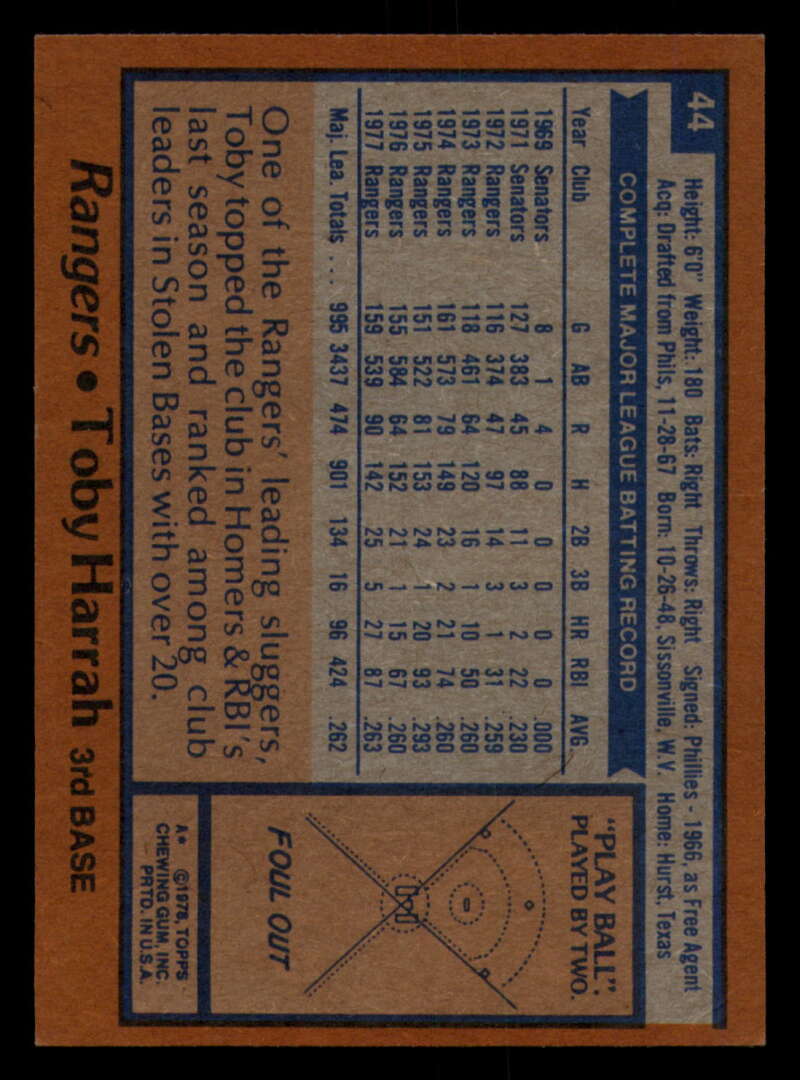 44
Height: 6'0" Weight: 180 Bats: Right Throws: Right Signed: Phillies - 1966, as Free Agent
Acq: Drafted from Phils, 11-28-67 Born: 10-26-48, Sissonville, W.V. Home: Hurst, Texas
COMPLETE MAJOR LEAGUE BATTING RECORD
Year Club G AB R H 2B 3B HR RBI AVG
1969 Senators 8 1 4 0 0 0 0 0 .000
1971 Senators 127 383 45 88 11 3 2 22 .230
1972 Rangers 116 374 47 97 14 3 1 31 .259
1973 Rangers 118 461 64 120 16 1 10 50 .260
1974 Rangers 161 573 79 149 23 2 21 74 .260
1975 Rangers 151 522 81 153 24 1 20 93 .293
1976 Rangers 155 584 64 152 21 1 15 67 .260
1977 Rangers 159 539 90 142 25 5 27 87 .263
Maj. Lea. Totals ... 995 3437 474 901 134 16 96 424 .262
One of the Rangers' leading sluggers,
Toby topped the club in Homers & RBI's
last season and ranked among club
leaders in Stolen Bases with over 20.
"PLAY BALL":
PLAYED BY TWO.
FOUL OUT
A* ©1978, TOPPS
CHEWING GUM, INC.
PRTD. IN U.S.A.
Rangers • Toby Harrah 3rd BASE